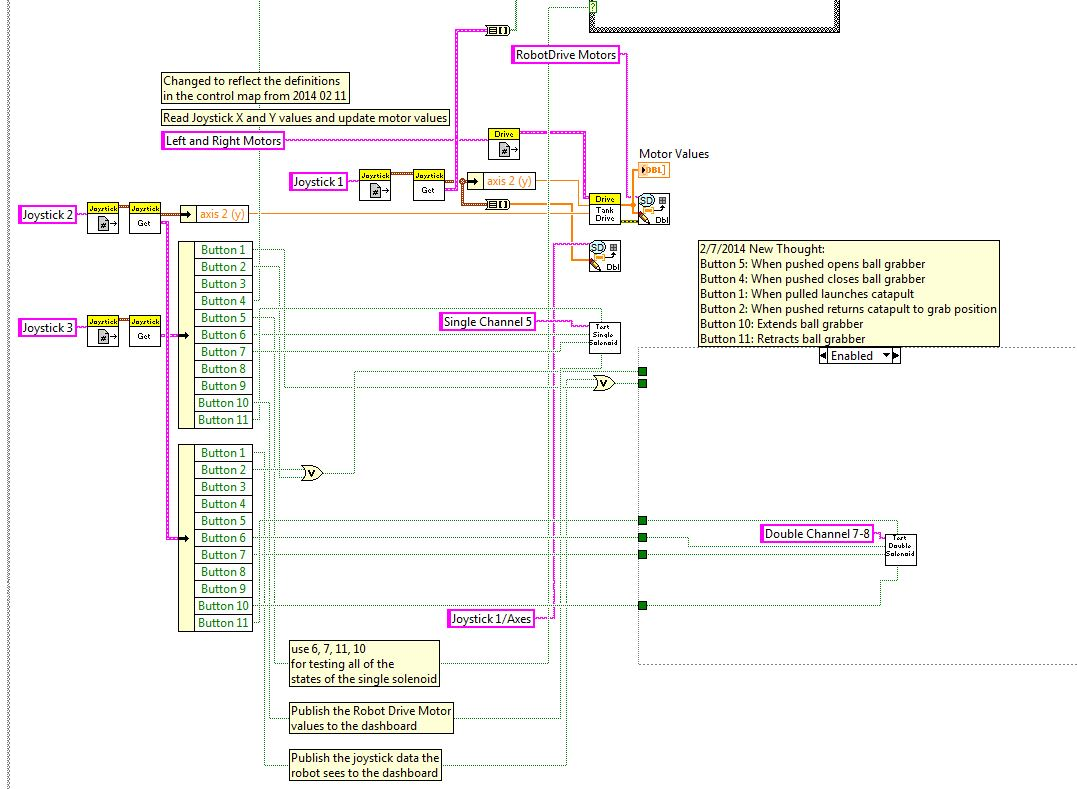 ?
RobotDrive Motors
Changed to reflect the definitions
in the control map from 2014 02 11
Read Joystick X and Y values and update motor values
Left and Right Motors
Drive
#
Motor Values
DBL
Joystick 1
Joystick
#
Joystick
Get
axis 2 (y)
Drive
Tank
Drive
SD
Dbl
Joystick 2
Joystick
#
Joystick
Get
axis 2 (y)
SD
Dbl
Button 1
Button 2
Button 3
Button 4
Button 5
Button 6
Button 7
Button 8
Button 9
Button 10
Button 11
2/7/2014 New Thought:
Button 5: When pushed opens ball grabber
Button 4: When pushed closes ball grabber
Button 1: When pulled launches catapult
Button 2: When pushed returns catapult to grab position
Button 10: Extends ball grabber
Button 11: Retracts ball grabber
Enabled
Joystick 3
Joystick
#
Joystick
Get
Single Channel 5
Test
Single
Solenoid
V
Button 1
Button 2
Button 3
Button 4
Button 5
Button 6
Button 7
Button 8
Button 9
Button 10
Button 11
V
Double Channel 7-8
Test
Double
Solenoid
Joystick 1/Axes
use 6, 7, 11, 10
for testing all of the
states of the single solenoid
Publish the Robot Drive Motor
values to the dashboard
Publish the joystick data the
robot sees to the dashboard